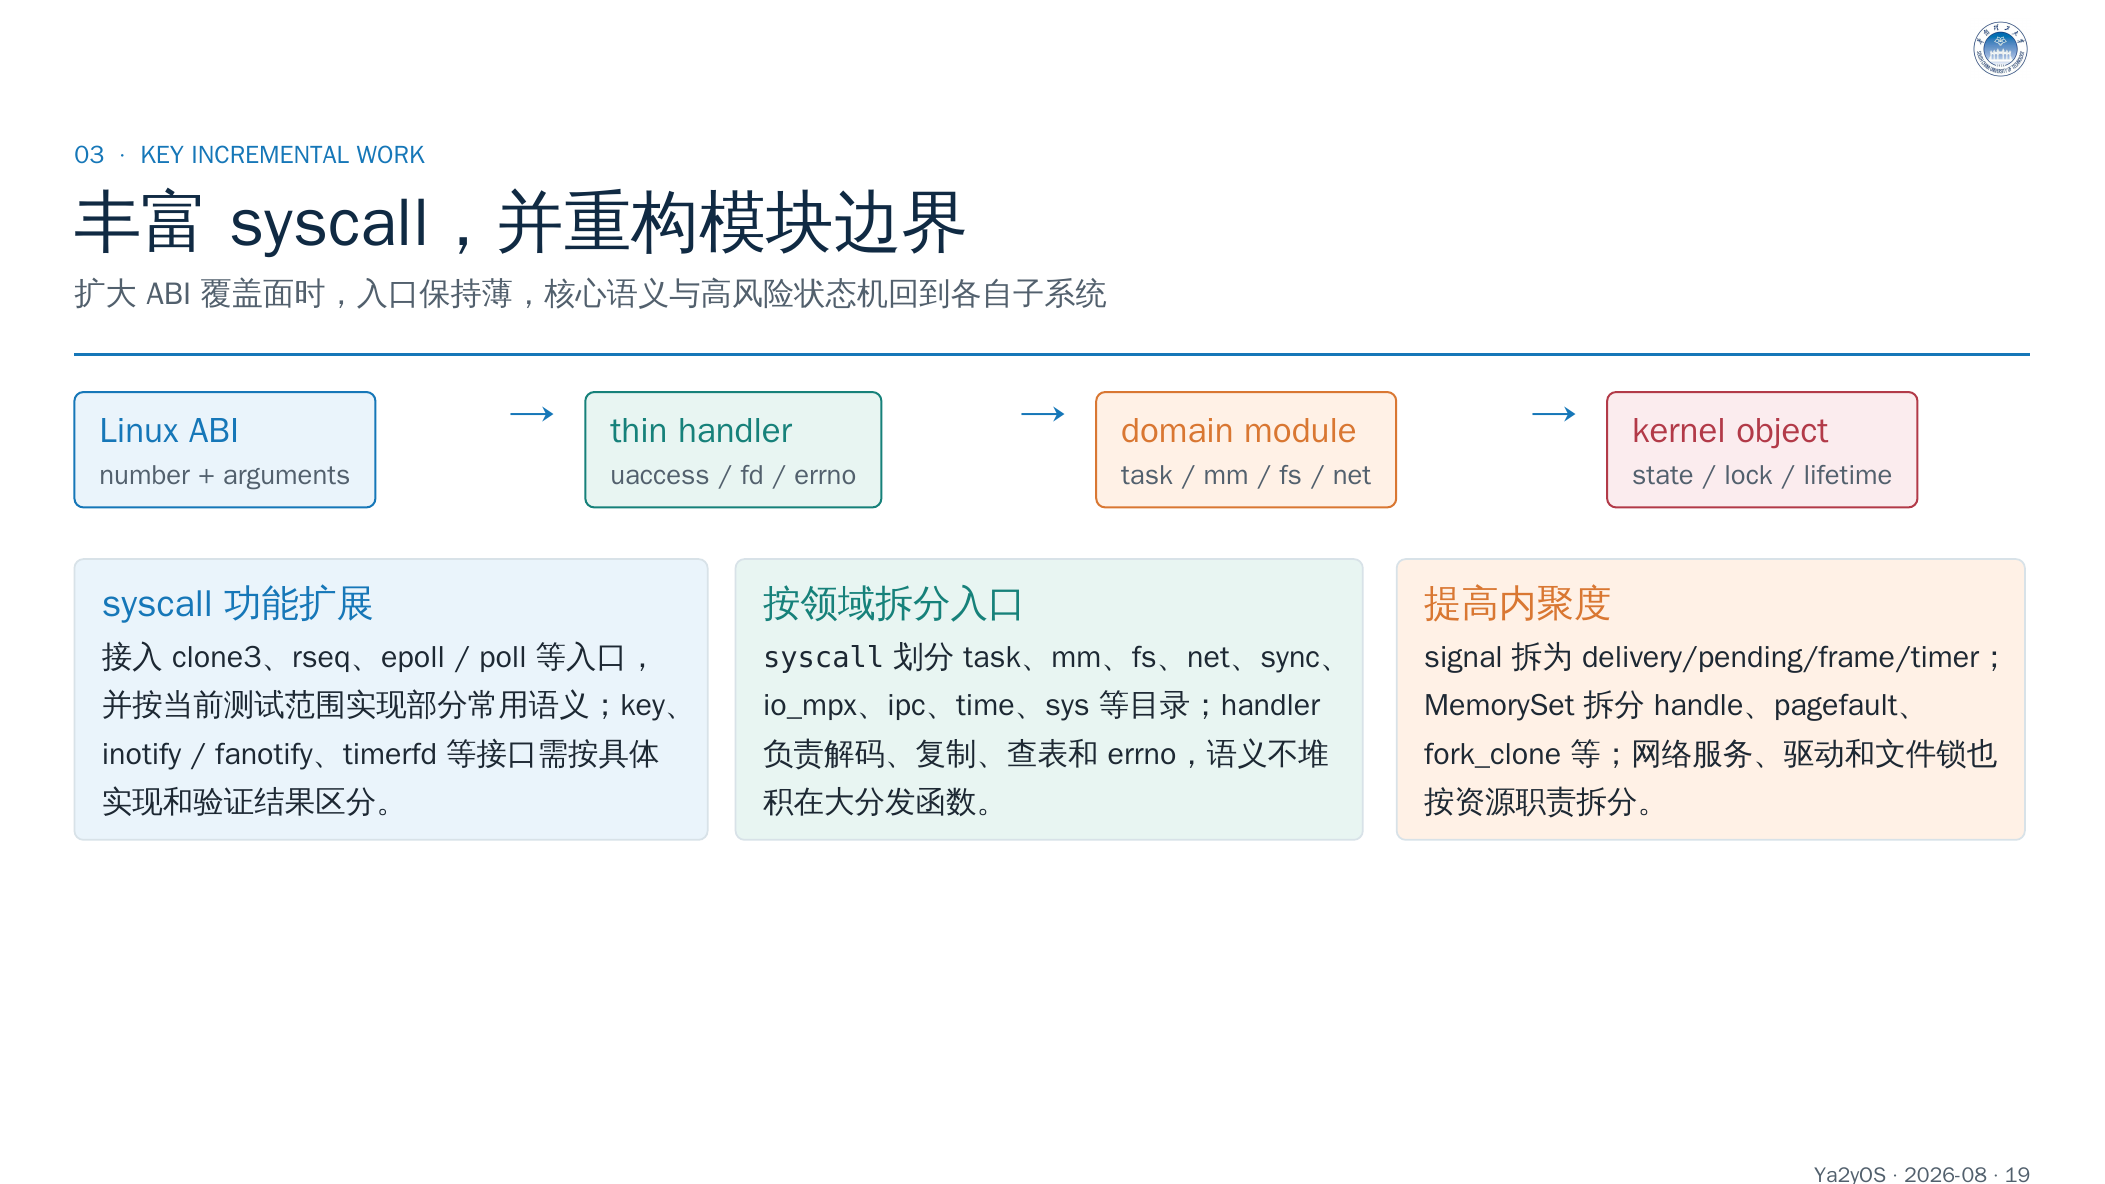 03 · KEY INCREMENTAL WORK
丰富 syscall，并重构模块边界
扩大 ABI 覆盖面时，入口保持薄，核心语义与高风险状态机回到各自子系统
Linux ABI
number + arguments
→
thin handler
uaccess / fd / errno
→
domain module
task / mm / fs / net
→
kernel object
state / lock / lifetime
syscall 功能扩展
接入 clone3、rseq、epoll / poll 等入口，
并按当前测试范围实现部分常用语义；key、
inotify / fanotify、timerfd 等接口需按具体
实现和验证结果区分。
按领域拆分入口
syscall 划分 task、mm、fs、net、sync、
io_mpx、ipc、time、sys 等目录；handler
负责解码、复制、查表和 errno，语义不堆
积在大分发函数。
提高内聚度
signal 拆为 delivery/pending/frame/timer；
MemorySet 拆分 handle、pagefault、
fork_clone 等；网络服务、驱动和文件锁也
按资源职责拆分。
Ya2yOS · 2026-08 · 19